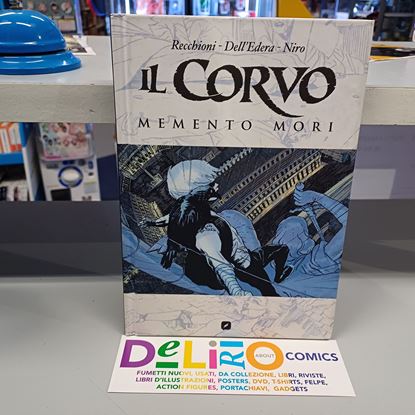 Recchioni - Dell'Edera - Niro
IL CORVO
MEMENTO MORI
DeLiRiO ABOUT COMICS
FUMETTI NUOVI, USATI, DA COLLEZIONE, LIBRI, RIVISTE,
LIBRI D'ILLUSTRAZIONI, POSTERS, DVD, T-SHIRTS, FELPE,
ACTION FIGURES, PORTACHIAVI, GADGETS